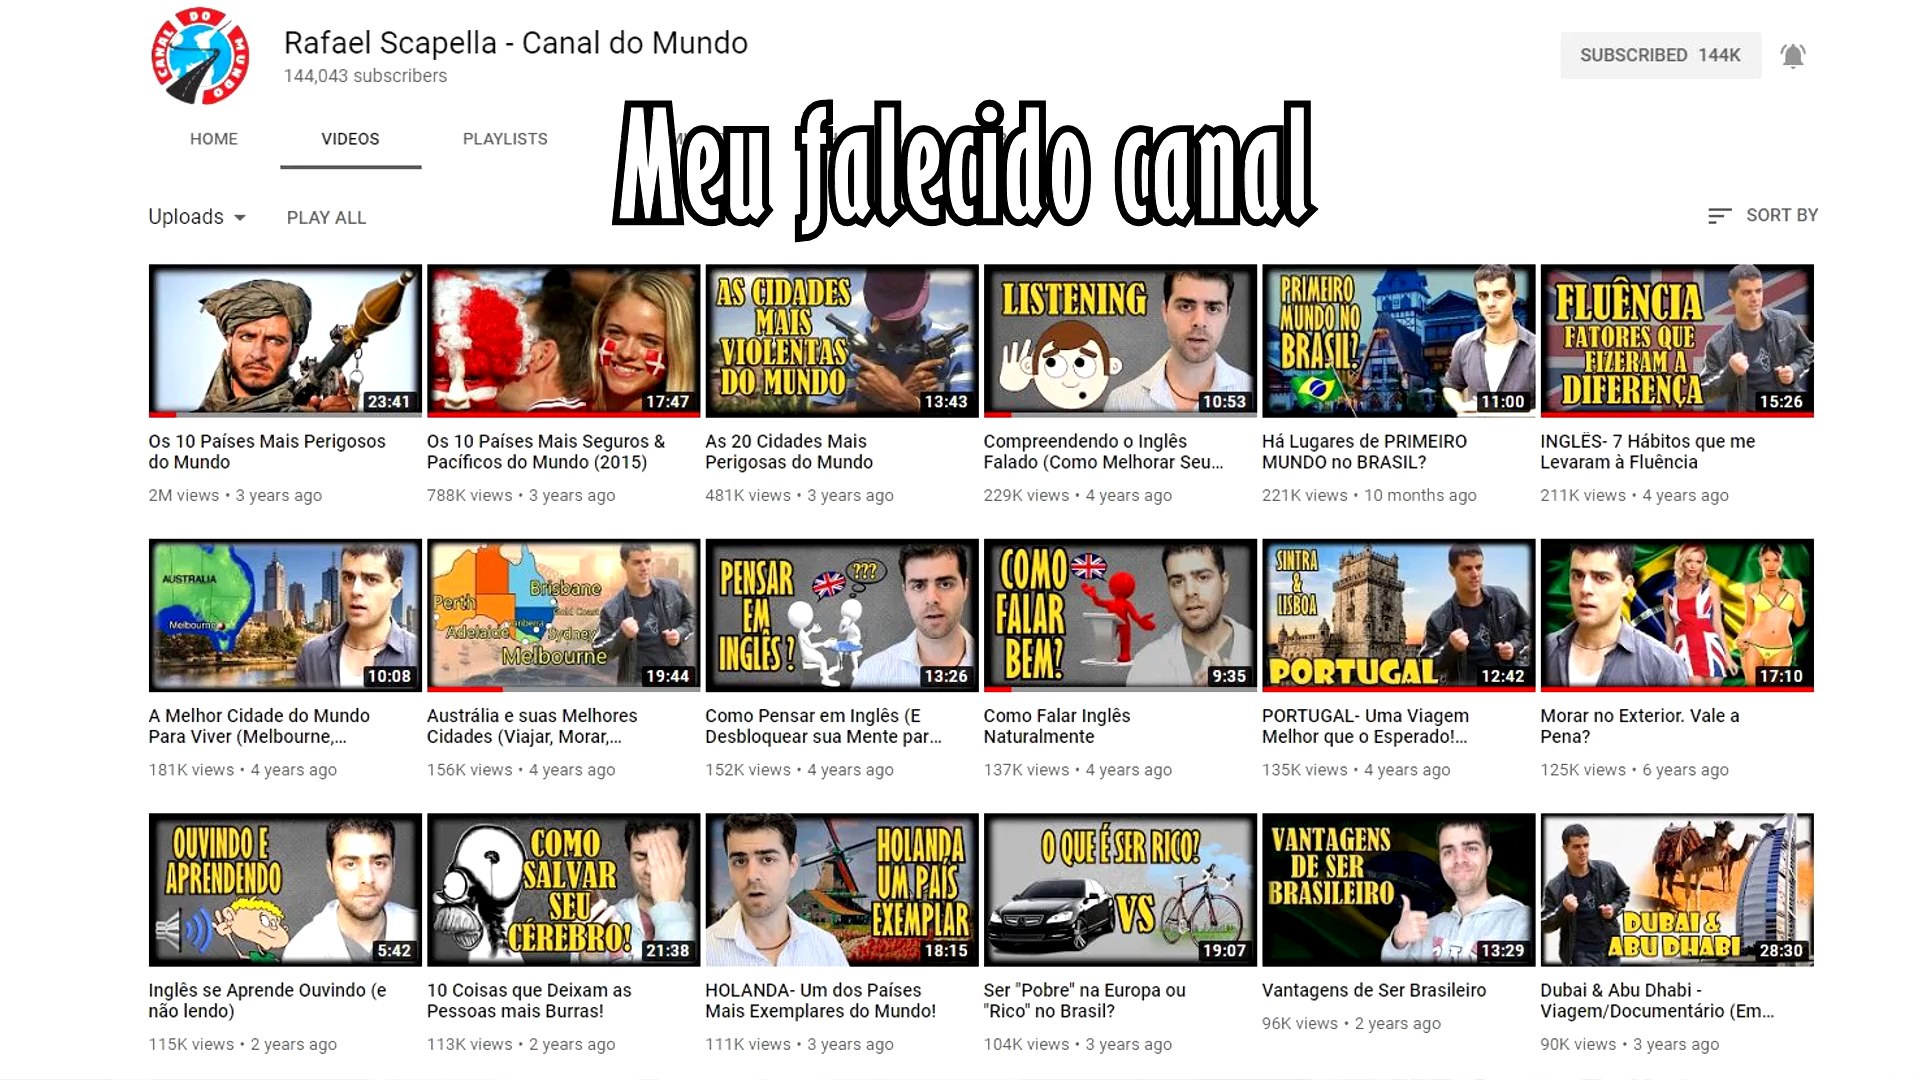 CANAL DO MUNDO
Rafael Scapella - Canal do Mundo
144,043 subscribers
SUBSCRIBED 144K
HOME VIDEOS PLAYLISTS
Meu falecido canal
Uploads PLAY ALL
SORT BY
23:41
17:47
AS CIDADES
MAIS
VIOLENTAS
DO MUNDO
13:43
LISTENING
10:53
PRIMEIRO
MUNDO NO
BRASIL?
11:00
FLUÊNCIA
FATORES QUE
FIZERAM A
DIFERENÇA
15:26
Os 10 Países Mais Perigosos
do Mundo
2M views • 3 years ago
Os 10 Países Mais Seguros &
Pacíficos do Mundo (2015)
788K views • 3 years ago
As 20 Cidades Mais
Perigosas do Mundo
481K views • 3 years ago
Compreendendo o Inglês
Falado (Como Melhorar Seu...
229K views • 4 years ago
Há Lugares de PRIMEIRO
MUNDO no BRASIL?
221K views • 10 months ago
INGLÊS- 7 Hábitos que me
Levaram à Fluência
211K views • 4 years ago
AUSTRALIA
Melbourne
10:08
Perth
Brisbane
Gold Coast
Adelaide
Canberra
Sydney
Melbourne
19:44
PENSAR
EM
INGLÊS?
???
13:26
COMO
FALAR
BEM?
9:35
SINTRA
&
LISBOA
PORTUGAL
12:42
17:10
A Melhor Cidade do Mundo
Para Viver (Melbourne,...
181K views • 4 years ago
Austrália e suas Melhores
Cidades (Viajar, Morar,...
156K views • 4 years ago
Como Pensar em Inglês (E
Desbloquear sua Mente par...
152K views • 4 years ago
Como Falar Inglês
Naturalmente
137K views • 4 years ago
PORTUGAL- Uma Viagem
Melhor que o Esperado!...
135K views • 4 years ago
Morar no Exterior. Vale a
Pena?
125K views • 6 years ago
OUVINDO E
APRENDENDO
5:42
COMO
SALVAR
SEU
CÉREBRO!
21:38
HOLANDA
UM PAÍS
EXEMPLAR
18:15
O QUE É SER RICO?
VS
19:07
VANTAGENS
DE SER
BRASILEIRO
13:29
DUBAI &
ABU DHABI
28:30
Inglês se Aprende Ouvindo (e
não lendo)
115K views • 2 years ago
10 Coisas que Deixam as
Pessoas mais Burras!
113K views • 2 years ago
HOLANDA- Um dos Países
Mais Exemplares do Mundo!
111K views • 3 years ago
Ser "Pobre" na Europa ou
"Rico" no Brasil?
104K views • 3 years ago
Vantagens de Ser Brasileiro
96K views • 2 years ago
Dubai & Abu Dhabi -
Viagem/Documentário (Em...
90K views • 3 years ago